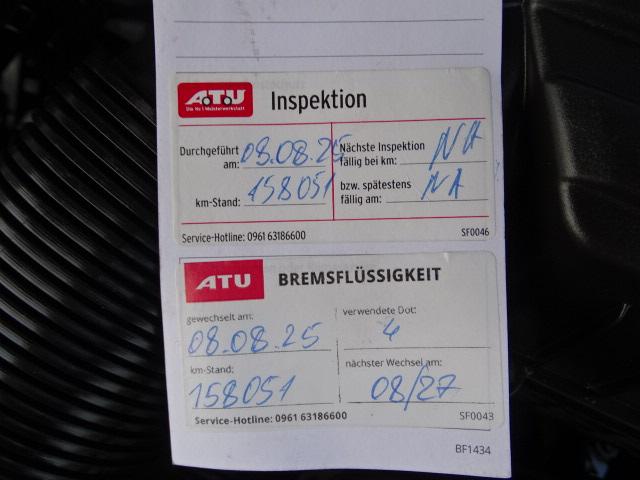 ATU Inspektion
Die Nr. 1 Meisterwerkstatt
Durchgeführt am: 08.08.25
km-Stand: 158051
Nächste Inspektion fällig bei km: NA
bzw. spätestens fällig am: NA
Service-Hotline: 0961 63186600
SF0046
ATU BREMSFLÜSSIGKEIT
gewechselt am:
08.08.25
verwendete Dot:
4
km-Stand:
158051
nächster Wechsel am:
08/27
Service-Hotline: 0961 63186600
SF0043
BF1434